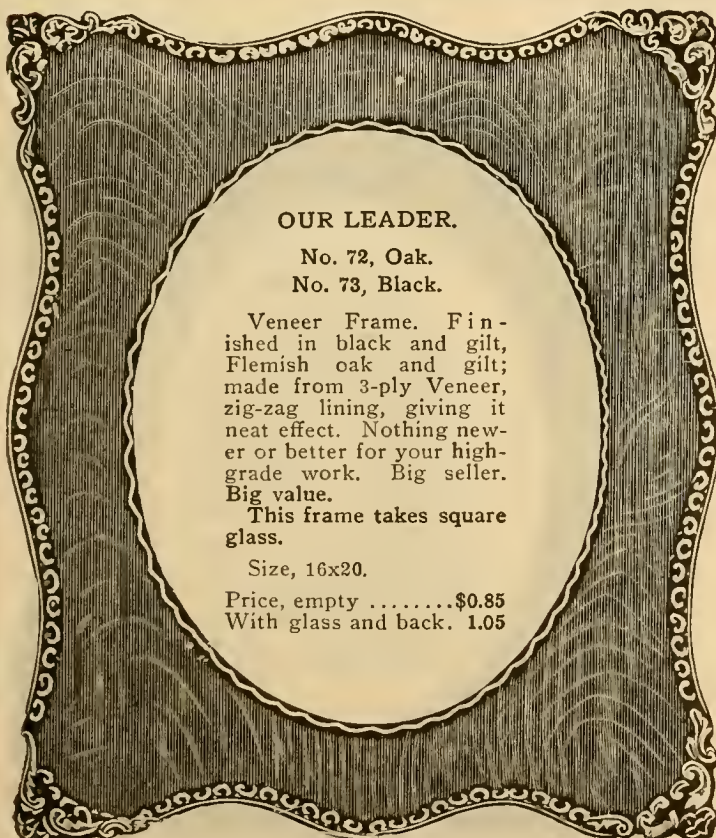 OUR LEADER.
No. 72, Oak.
No. 73, Black.
Veneer Frame. Fin-
ished in black and gilt,
Flemish oak and gilt;
made from 3-ply Veneer,
zig-zag lining, giving it
neat effect. Nothing new-
er or better for your high-
grade work. Big seller.
Big value.
This frame takes square
glass.
Size, 16x20.
Price, empty ........$0.85
With glass and back. 1.05